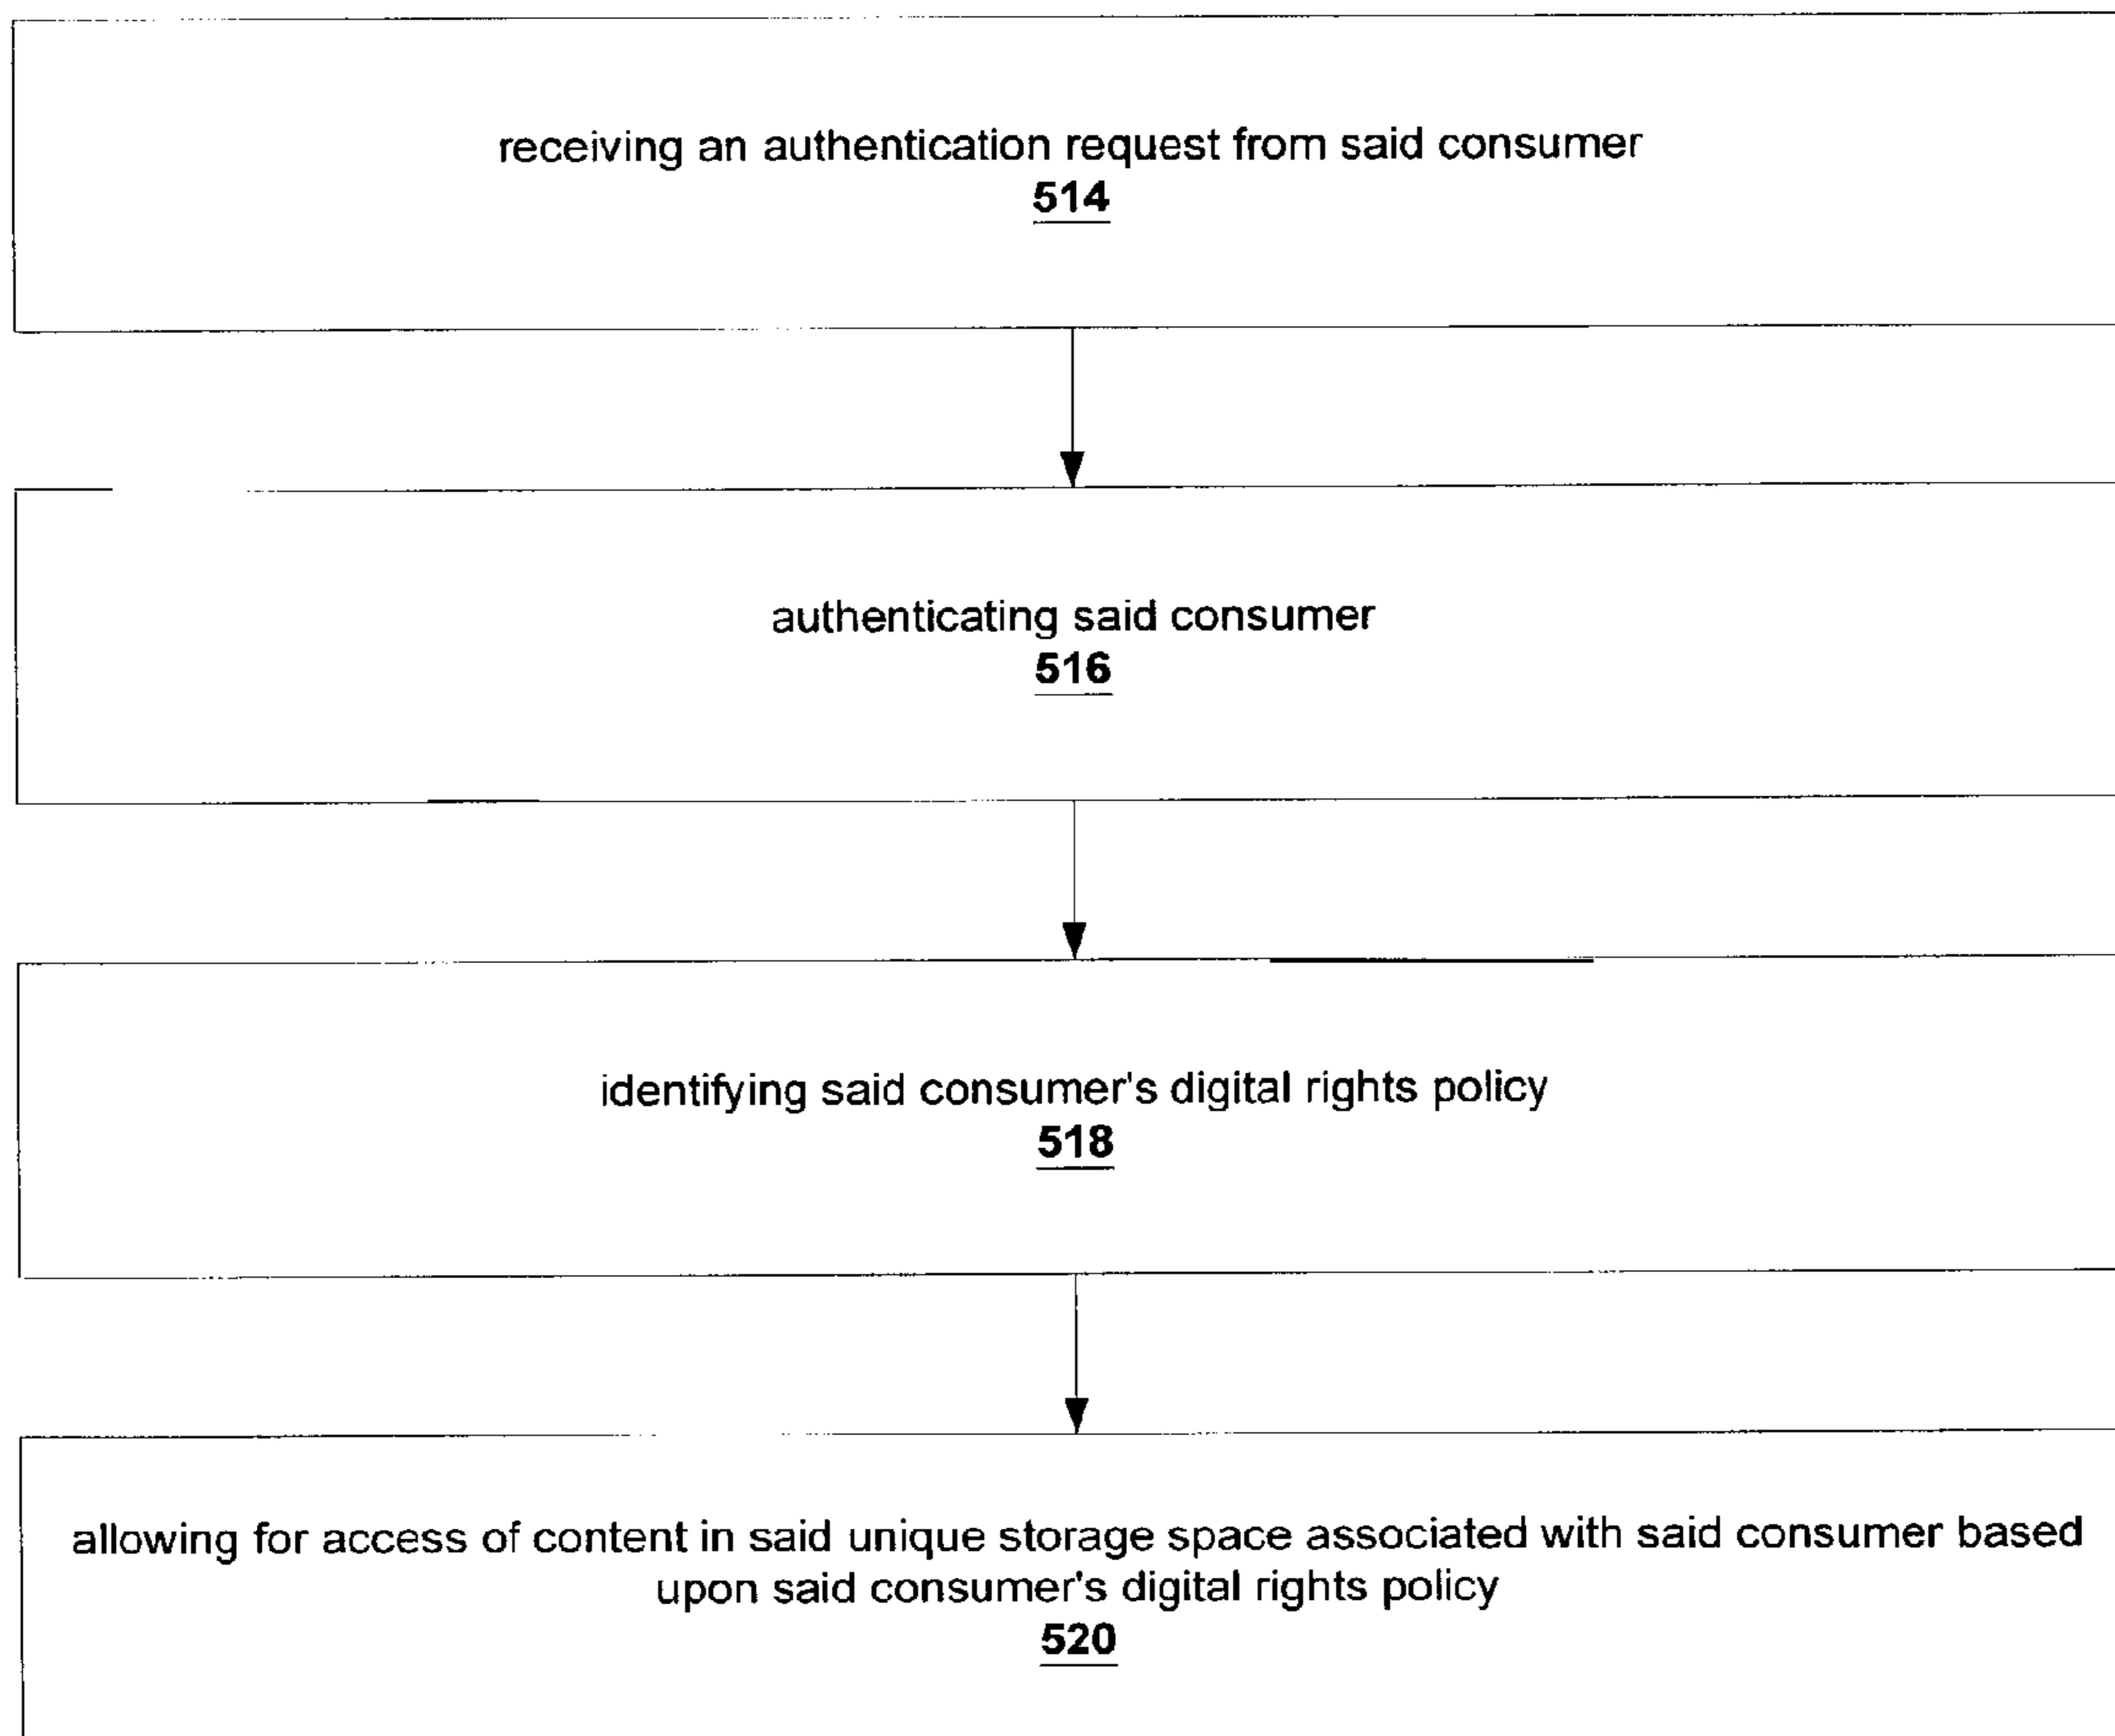 receiving an authentication request from said consumer
514
authenticating said consumer
516
identifying said consumer's digital rights policy
518
allowing for access of content in said unique storage space associated with said consumer based
upon said consumer's digital rights policy
520